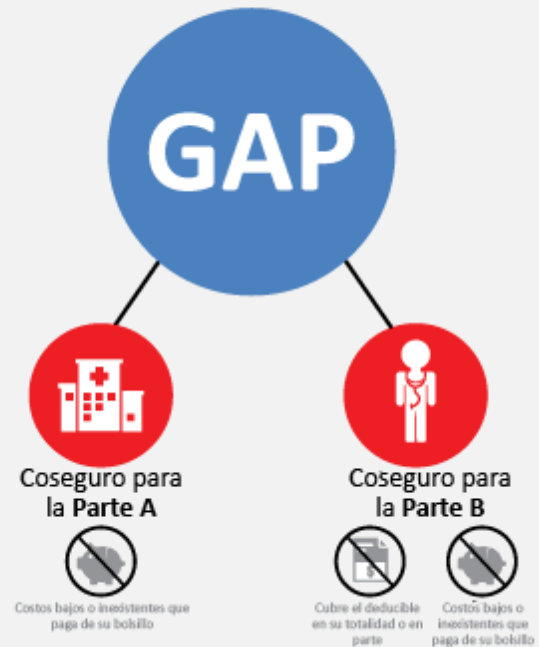 GAP
Coseguro para
la Parte A
Costos bajos o inexistentes que
paga de su bolsillo
Coseguro para
la Parte B
$
Cubre el deducible
en su totalidad o en
parte
Costos bajos o
inexistentes que
paga de su bolsillo